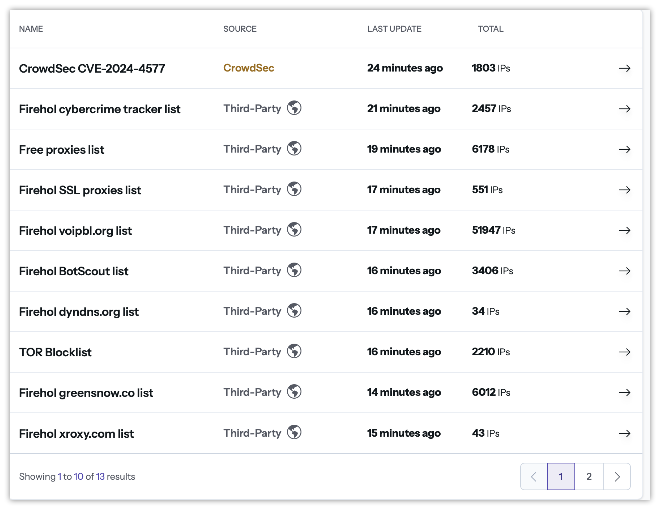 NAME SOURCE LAST UPDATE TOTAL
CrowdSec CVE-2024-4577 CrowdSec 24 minutes ago 1803 IPs
Firehol cybercrime tracker list Third-Party 21 minutes ago 2457 IPs
Free proxies list Third-Party 19 minutes ago 6178 IPs
Firehol SSL proxies list Third-Party 17 minutes ago 551 IPs
Firehol voipbl.org list Third-Party 17 minutes ago 51947 IPs
Firehol BotScout list Third-Party 16 minutes ago 3406 IPs
Firehol dyndns.org list Third-Party 16 minutes ago 34 IPs
TOR Blocklist Third-Party 16 minutes ago 2210 IPs
Firehol greensnow.co list Third-Party 14 minutes ago 6012 IPs
Firehol xroxy.com list Third-Party 15 minutes ago 43 IPs
Showing 1 to 10 of 13 results 1 2